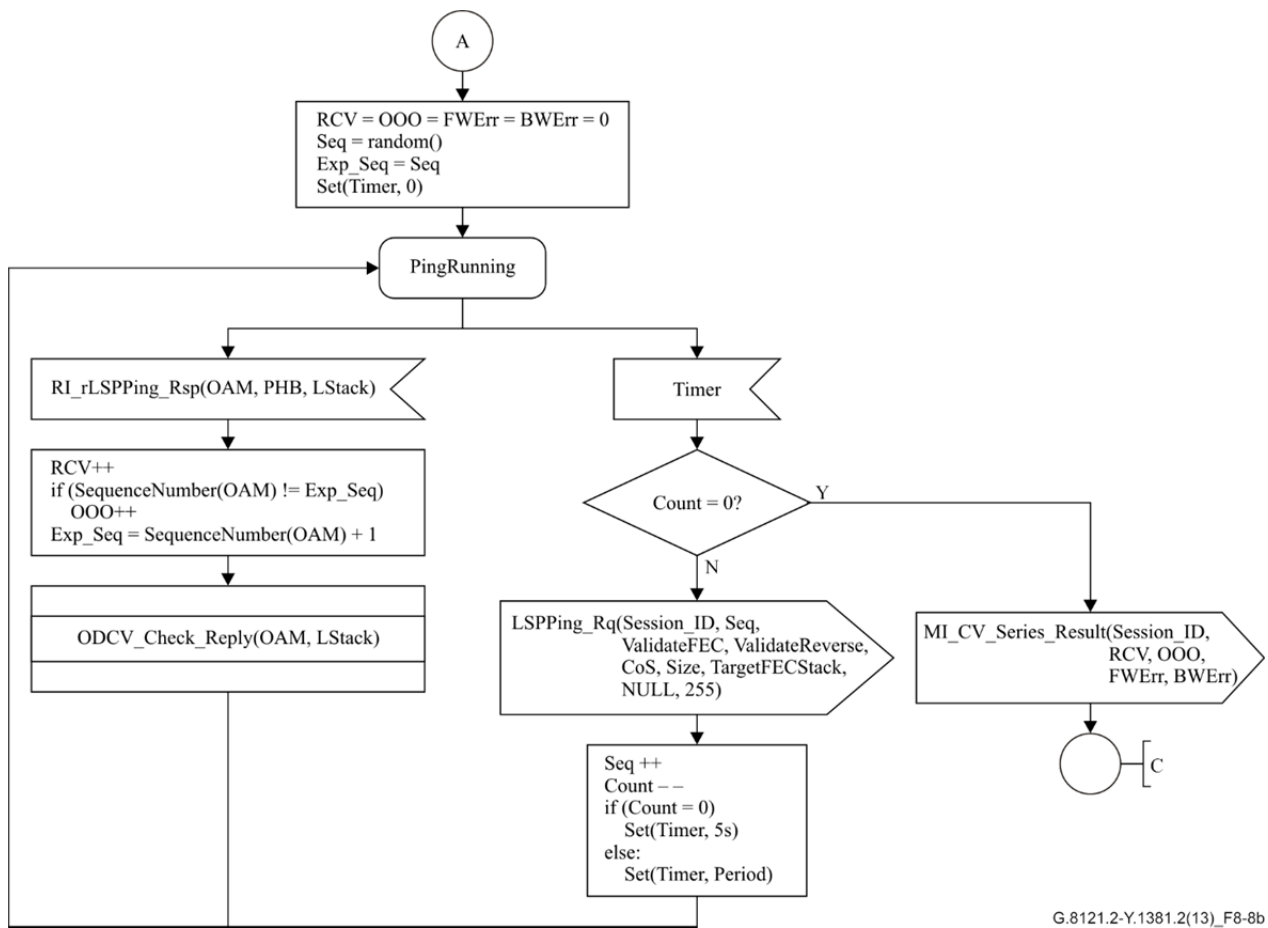 A
RCV = OOO = FWErr = BWErr = 0
Seq = random()
Exp_Seq = Seq
Set(Timer, 0)
PingRunning
RI_rLSPPing_Rsp(OAM, PHB, LStack)
RCV++
if (SequenceNumber(OAM) != Exp_Seq)
OOO++
Exp_Seq = SequenceNumber(OAM) + 1
ODCV_Check_Reply(OAM, LStack)
Timer
Count = 0?
Y
N
LSPPing_Rq(Session_ID, Seq,
ValidateFEC, ValidateReverse,
CoS, Size, TargetFECStack,
NULL, 255)
Seq ++
Count – –
if (Count = 0)
Set(Timer, 5s)
else:
Set(Timer, Period)
MI_CV_Series_Result(Session_ID,
RCV, OOO,
FWErr, BWErr)
C
G.8121.2-Y.1381.2(13)_F8-8b